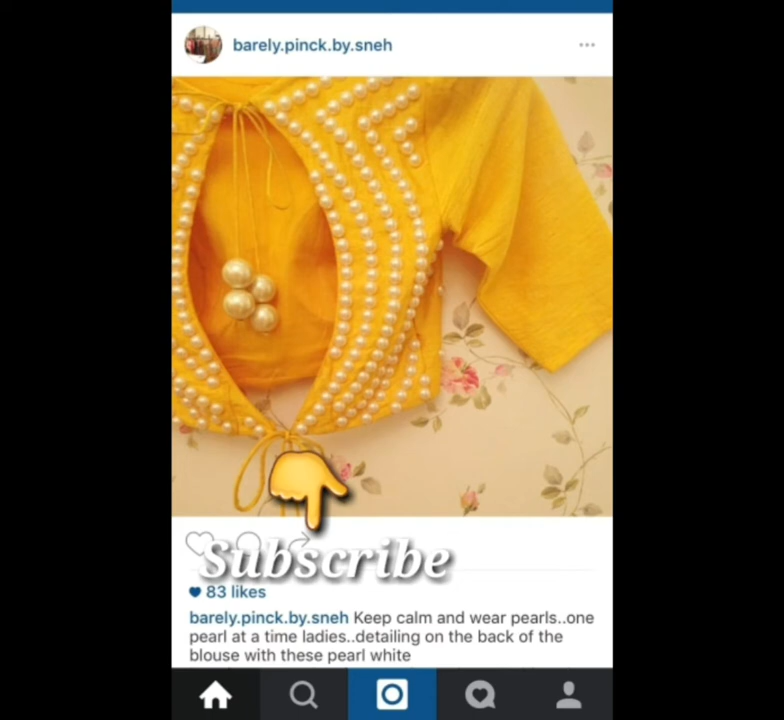 barely.pinck.by.sneh
Subscribe
83 likes
barely.pinck.by.sneh Keep calm and wear pearls..one
pearl at a time ladies..detailing on the back of the
blouse with these pearl white